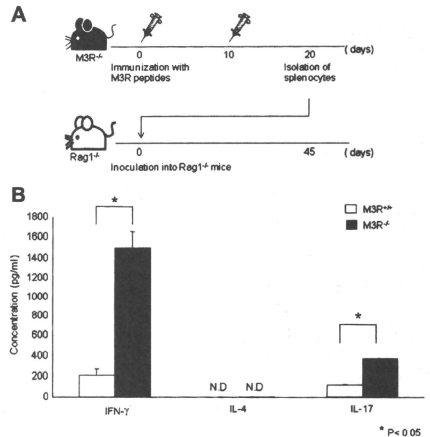 A
M3R-/-
0 10 20 (days)
Immunization with
M3R peptides
Isolation of
splenocytes
Rag1-/-
0 45 (days)
Inoculation into Rag1-/- mice
B
Concentration (pg/ml)
1800
1600
1400
1200
1000
800
600
400
200
0
*
N.D N.D
*
M3R+/+
M3R-/-
IFN-γ IL-4 IL-17
* P< 0 05